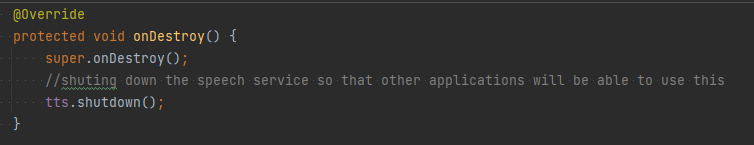 @Override
protected void onDestroy() {
super.onDestroy();
//shuting down the speech service so that other applications will be able to use this
tts.shutdown();
}